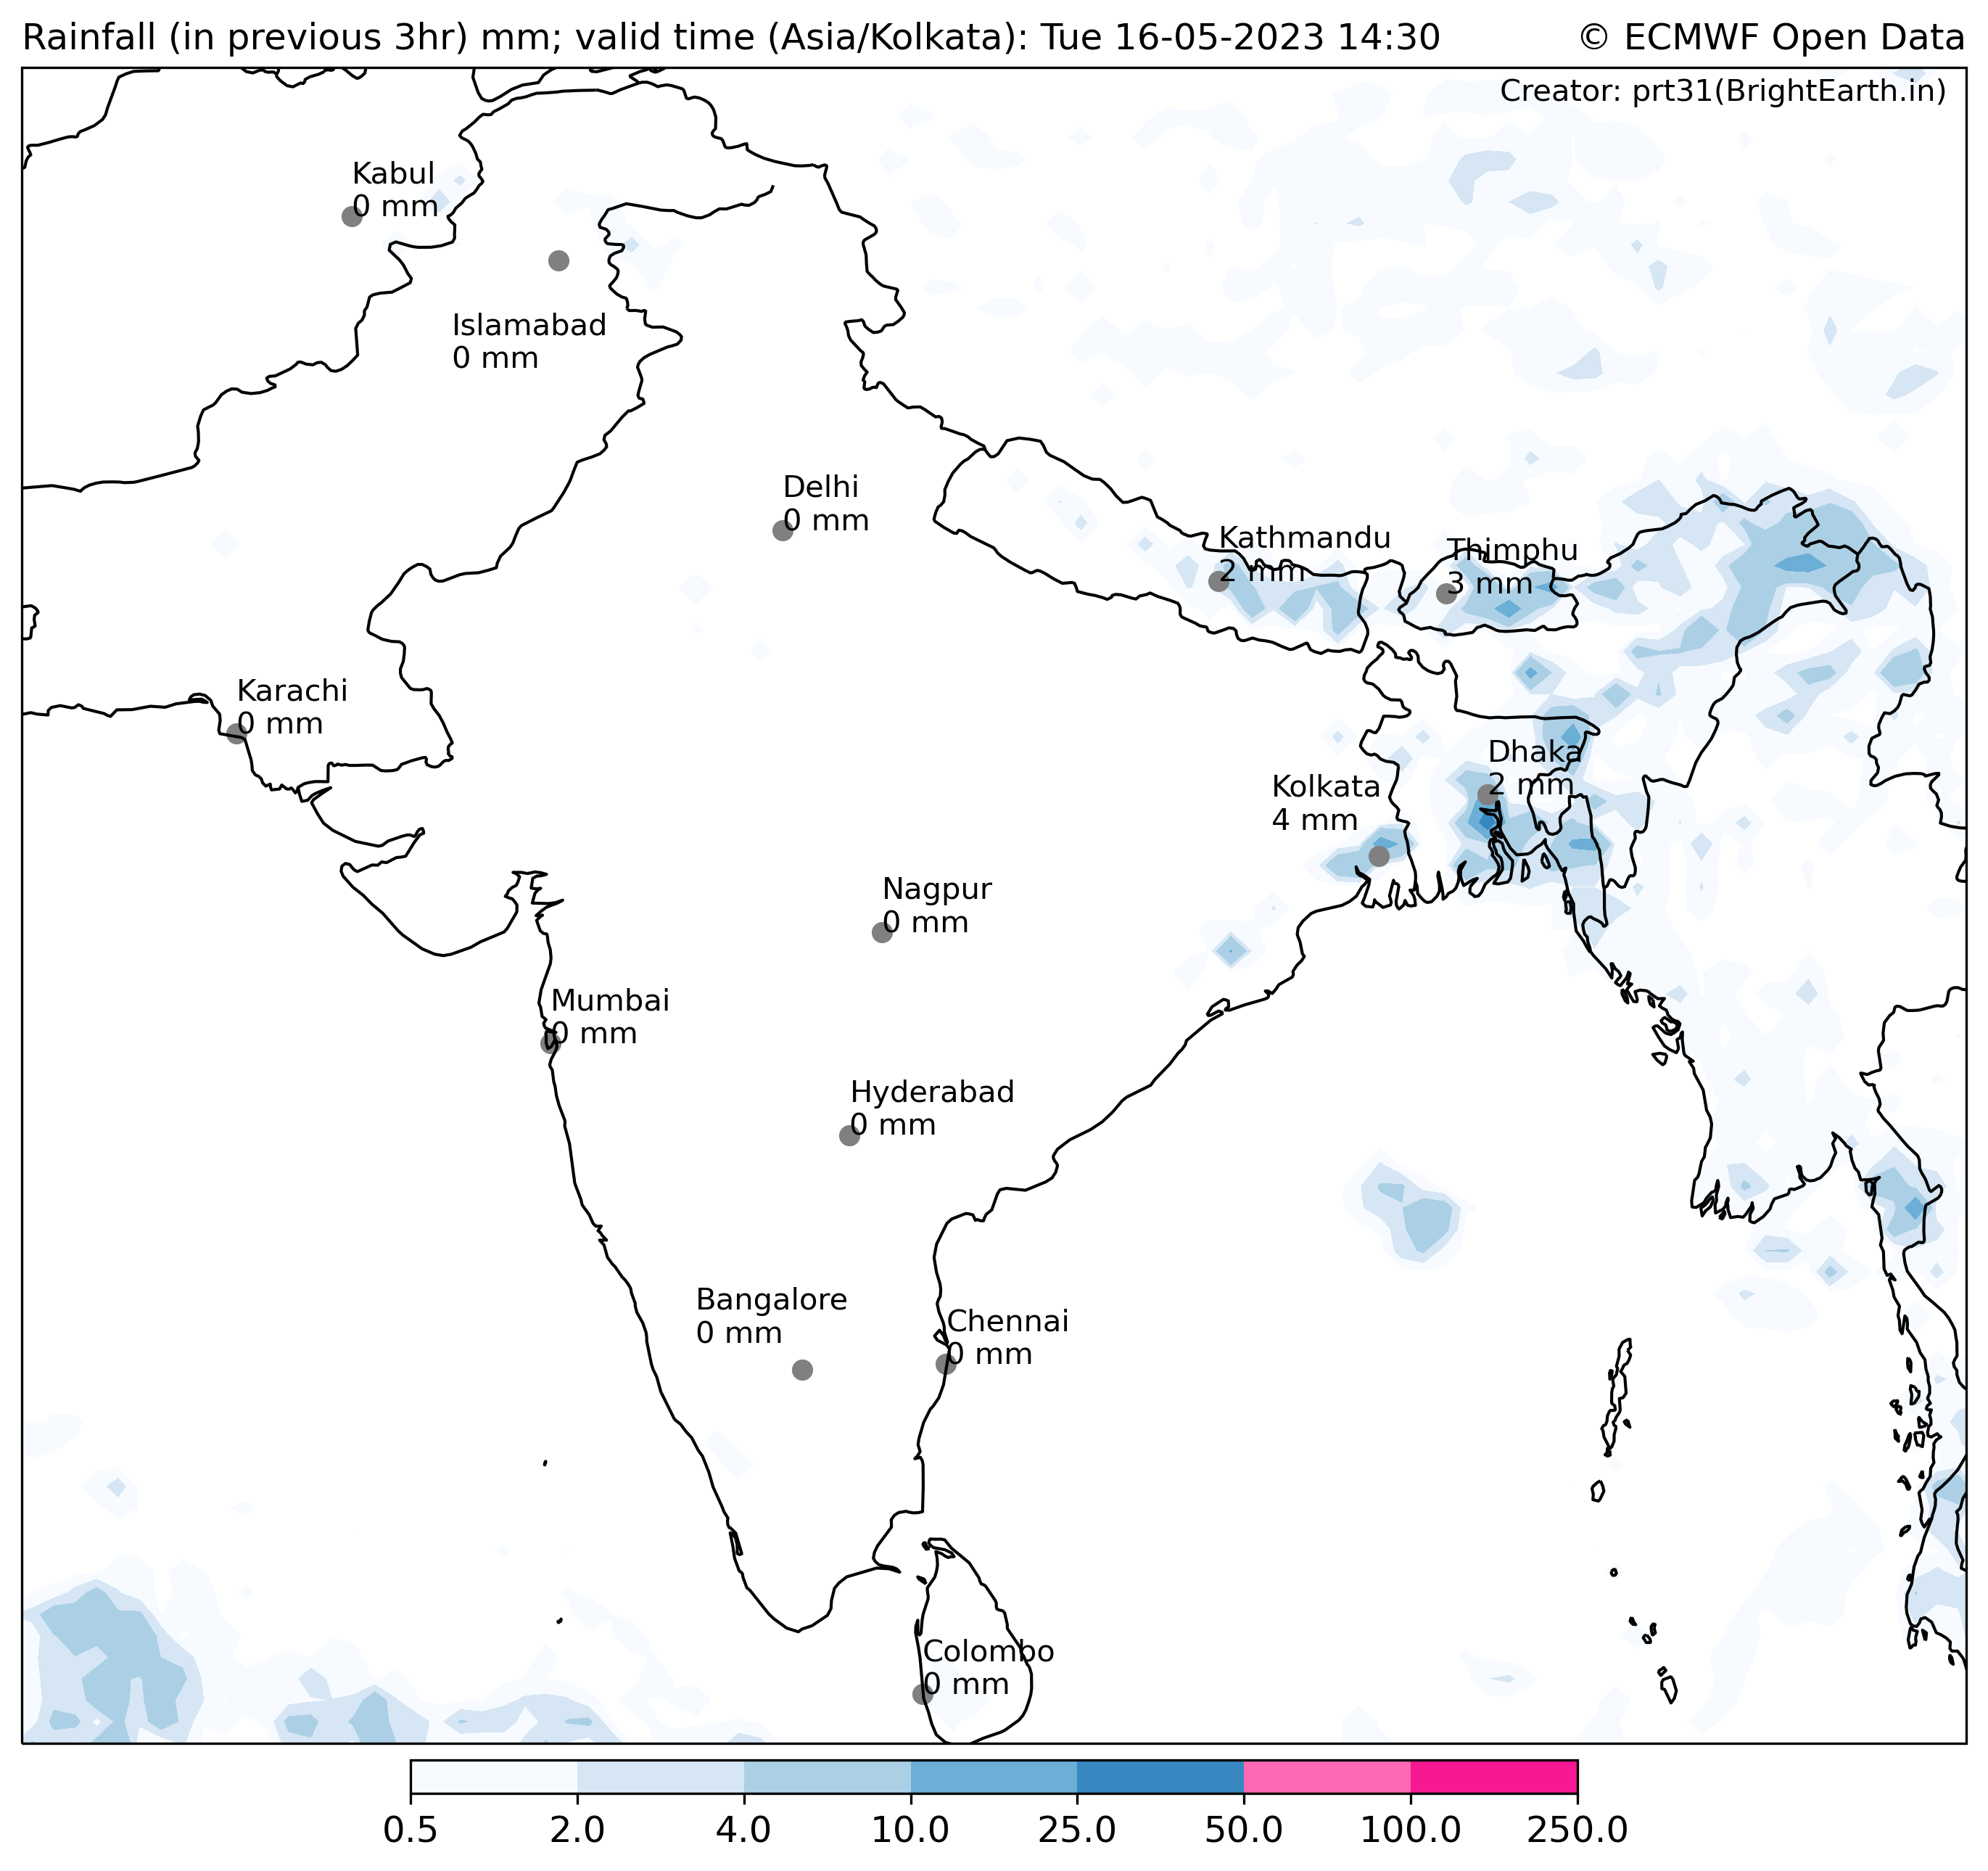 Rainfall (in previous 3hr) mm; valid time (Asia/Kolkata): Tue 16-05-2023 14:30
© ECMWF Open Data
Creator: prt31(BrightEarth.in)
Kabul
0 mm
Islamabad
0 mm
Delhi
0 mm
Kathmandu
2 mm
Thimphu
3 mm
Karachi
0 mm
Dhaka
2 mm
Kolkata
4 mm
Nagpur
0 mm
Mumbai
0 mm
Hyderabad
0 mm
Bangalore
0 mm
Chennai
0 mm
Colombo
0 mm
0.5 2.0 4.0 10.0 25.0 50.0 100.0 250.0